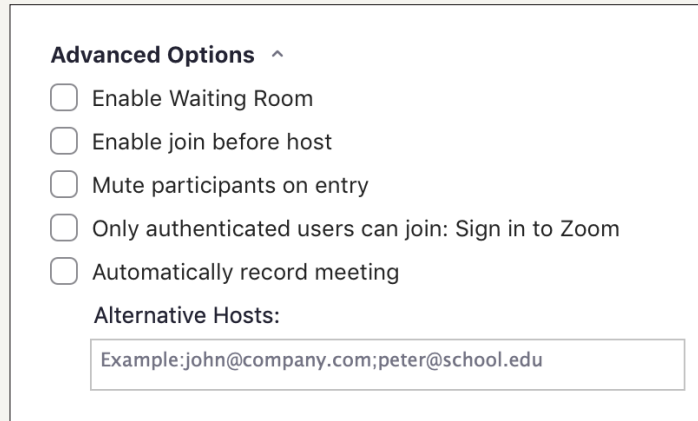 Advanced Options
Enable Waiting Room
Enable join before host
Mute participants on entry
Only authenticated users can join: Sign in to Zoom
Automatically record meeting
Alternative Hosts:
Example:john@company.com;peter@school.edu